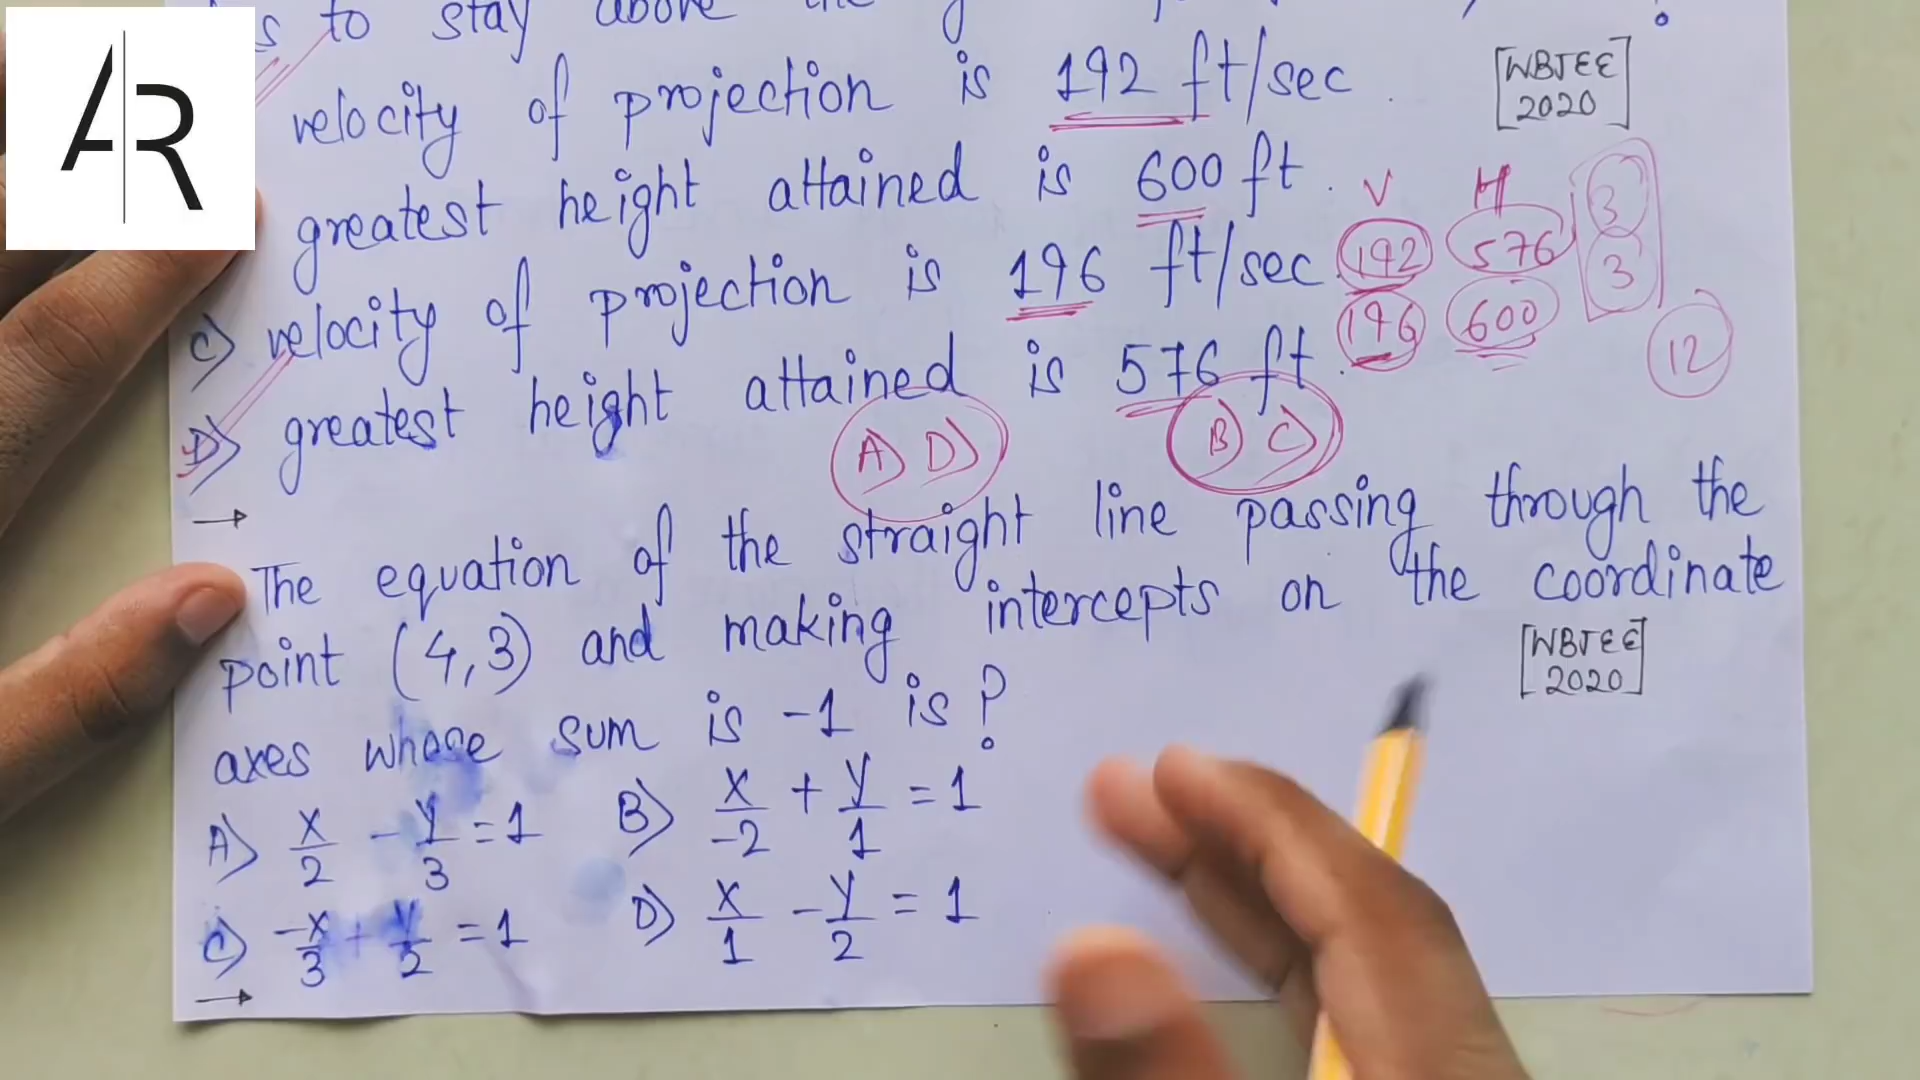 AR
s to stay above the
velocity of projection is 192 ft/sec.
[WBJEE 2020]
greatest height attained is 600 ft.
V H
192 576 3
C) velocity of projection is 196 ft/sec.
196 600 3
12
D) greatest height attained is 576 ft.
A) D) B) C)
→
The equation of the straight line passing through the
point (4,3) and making intercepts on the coordinate
axes whose sum is -1 is?
[WBJEE 2020]
A) x/2 - y/3 = 1 B) x/-2 + y/1 = 1
C) -x/3 + y/2 = 1 D) x/1 - y/2 = 1
→